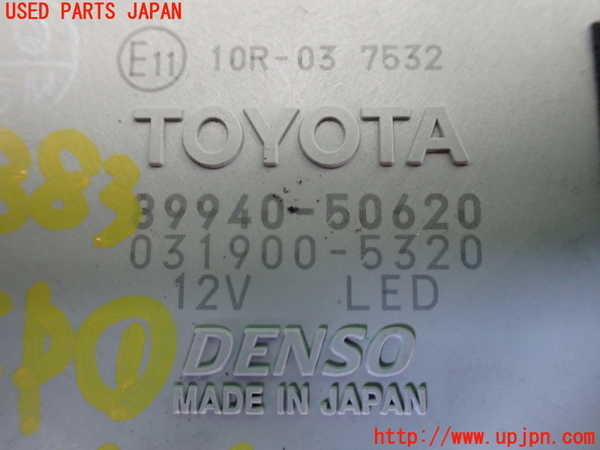 USED PARTS JAPAN
E11 10R-03 7532
TOYOTA
39940-50620
031900-5320
12V LED
DENSO
MADE IN JAPAN
http://www.upjpn.com/